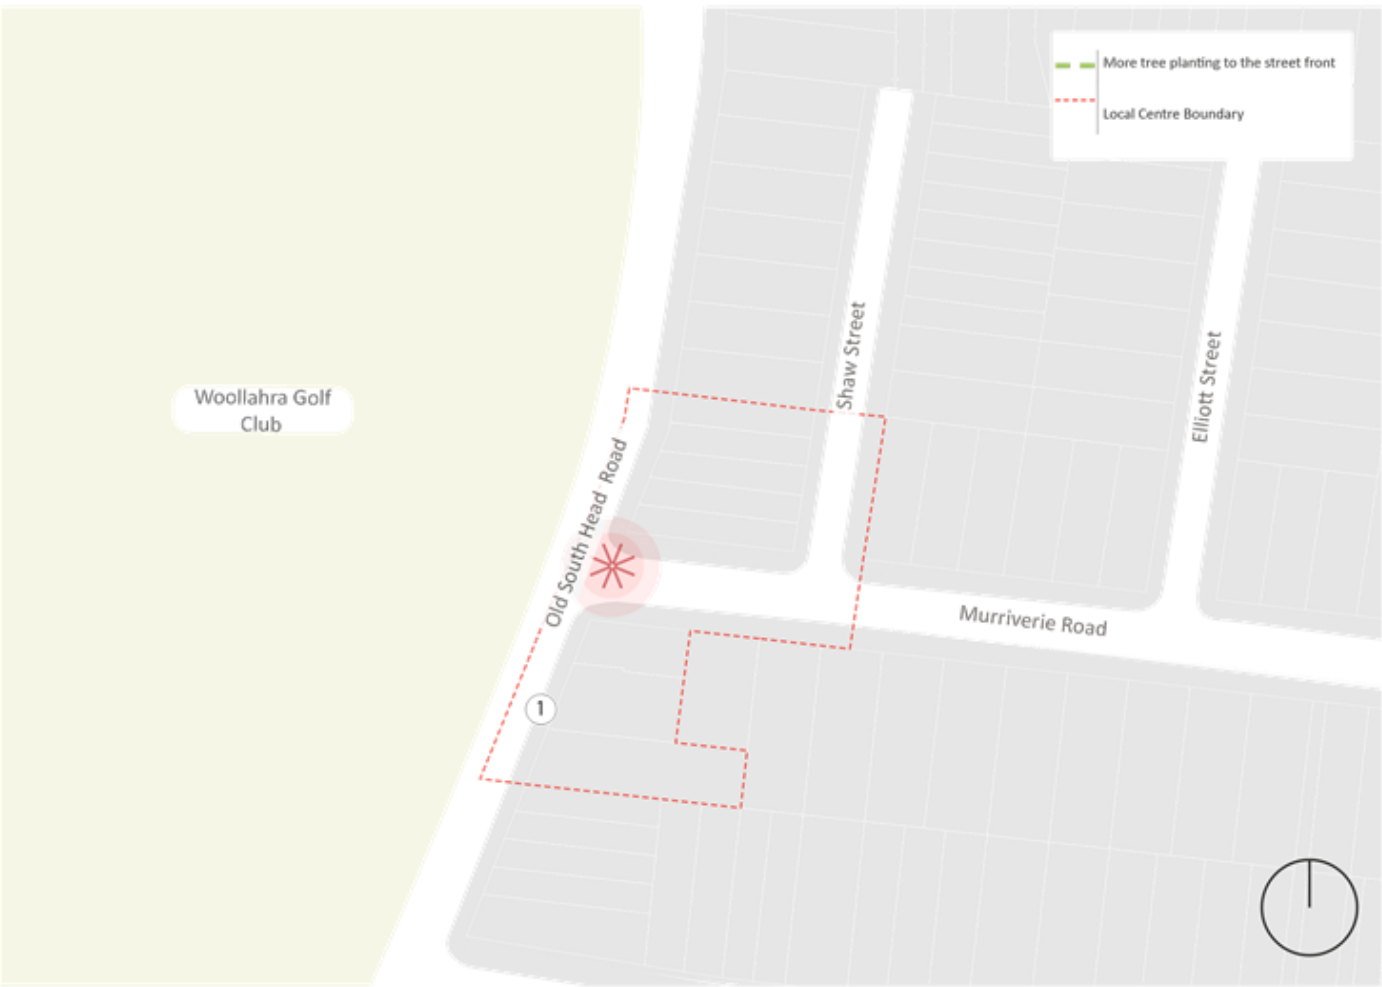 More tree planting to the street front
Local Centre Boundary
Woollahra Golf
Club
Shaw Street
Elliott Street
Old South Head Road
Murriverie Road
1